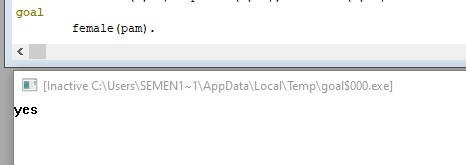 goal
female(pam).
[Inactive C:\Users\SEMEN1~1\AppData\Local\Temp\goal$000.exe]
yes